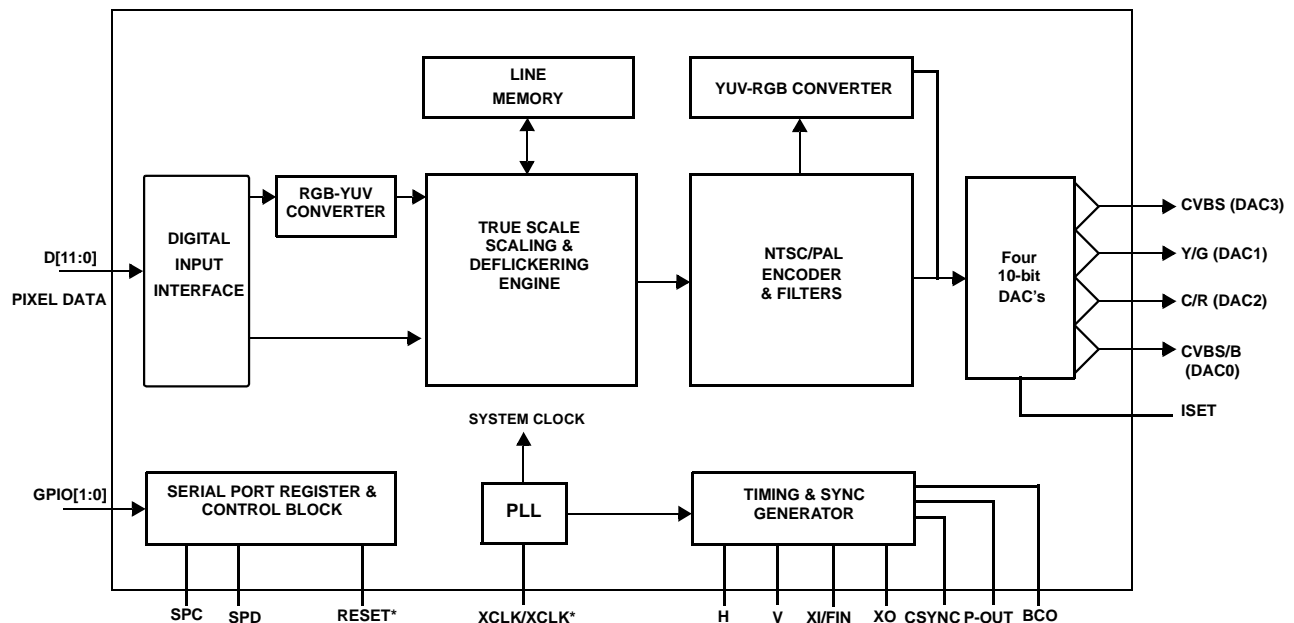 LINE
MEMORY
YUV-RGB CONVERTER
RGB-YUV
CONVERTER
TRUE SCALE
SCALING &
DEFLICKERING
ENGINE
DIGITAL
INPUT
INTERFACE
D[11:0]
PIXEL DATA
NTSC/PAL
ENCODER
& FILTERS
Four
10-bit
DAC's
CVBS (DAC3)
Y/G (DAC1)
C/R (DAC2)
CVBS/B
(DAC0)
ISET
SYSTEM CLOCK
GPIO[1:0]
SERIAL PORT REGISTER &
CONTROL BLOCK
PLL
TIMING & SYNC
GENERATOR
SPC
SPD
RESET*
XCLK/XCLK*
H
V
XI/FIN
XO
CSYNC
P-OUT
BCO